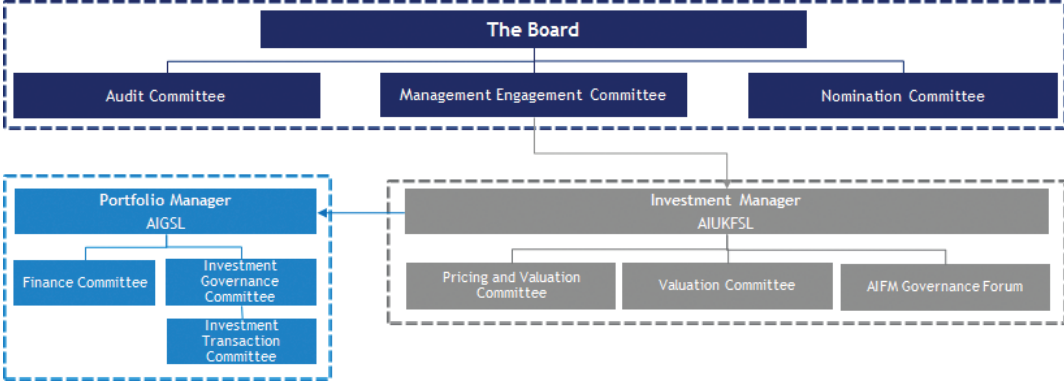 The Board
Audit Committee
Management Engagement Committee
Nomination Committee
Portfolio Manager
AIGSL
Investment Manager
AIUKFSL
Finance Committee
Investment
Governance
Committee
Investment
Transaction
Committee
Pricing and Valuation
Committee
Valuation Committee
AIFM Governance Forum